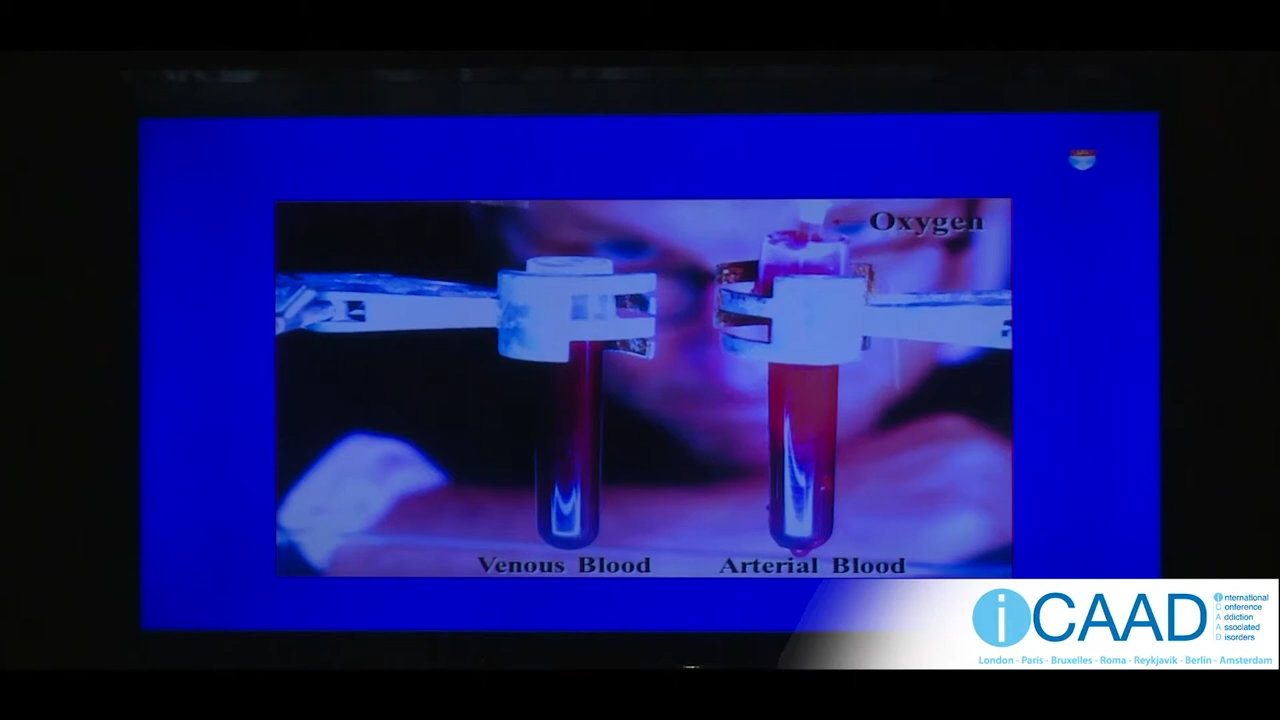 Oxygen
Venous Blood
Arterial Blood
iCAAD
international
Conference
Addiction
Associated
Disorders
London - Paris - Bruxelles - Roma - Reykjavik - Berlin - Amsterdam